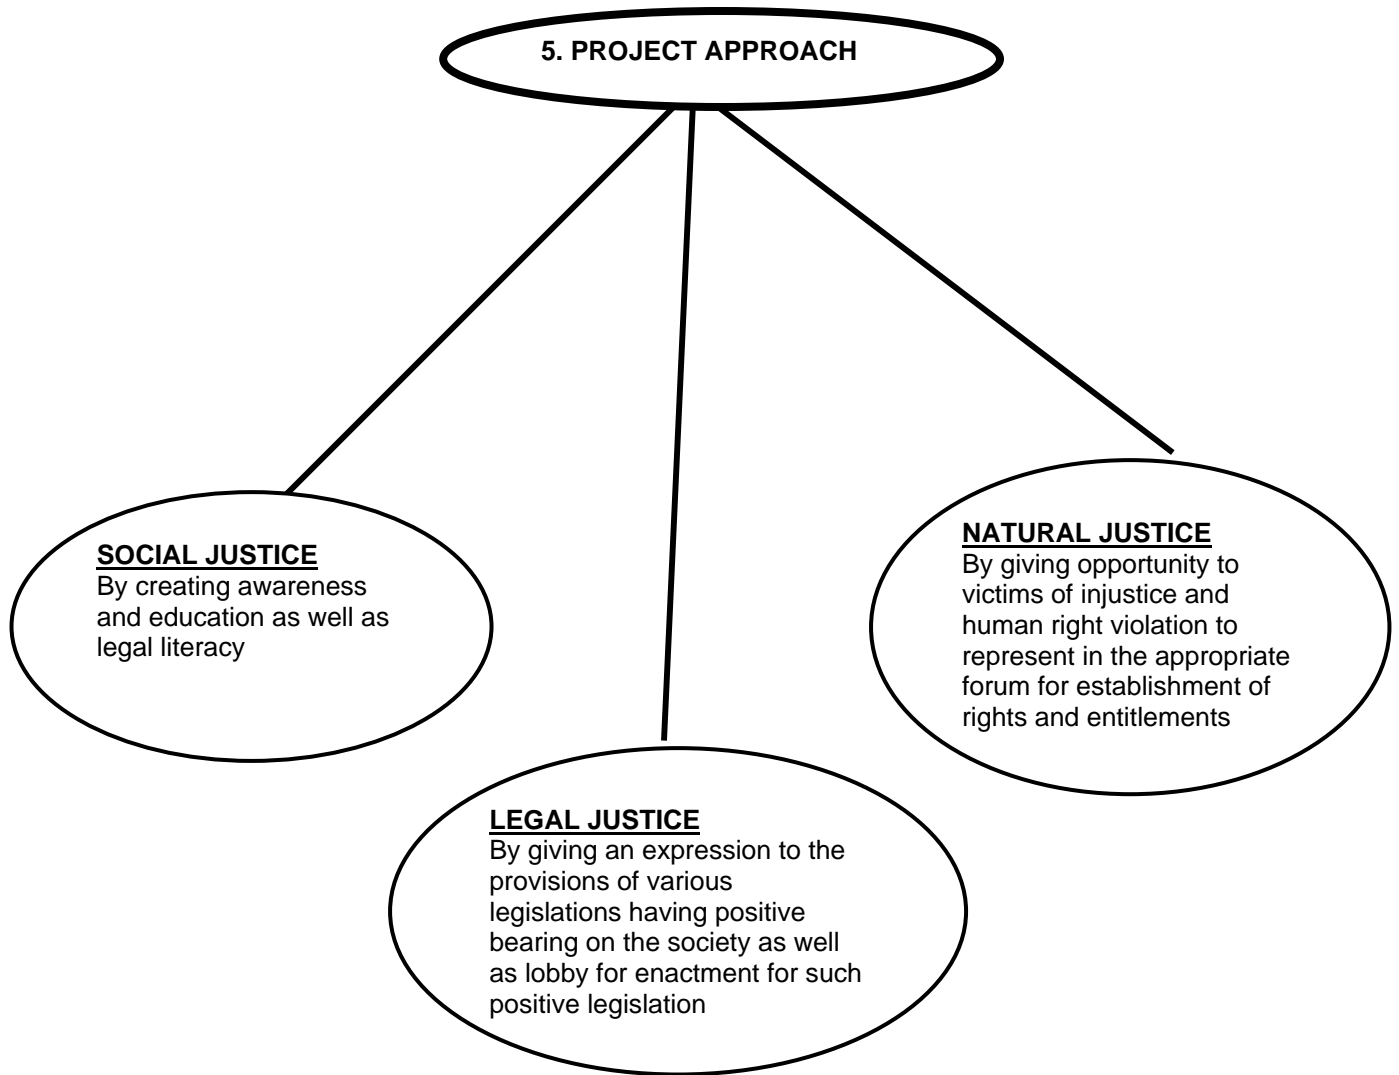 5. PROJECT APPROACH
SOCIAL JUSTICE
By creating awareness
and education as well as
legal literacy
NATURAL JUSTICE
By giving opportunity to
victims of injustice and
human right violation to
represent in the appropriate
forum for establishment of
rights and entitlements
LEGAL JUSTICE
By giving an expression to the
provisions of various
legislations having positive
bearing on the society as well
as lobby for enactment for such
positive legislation